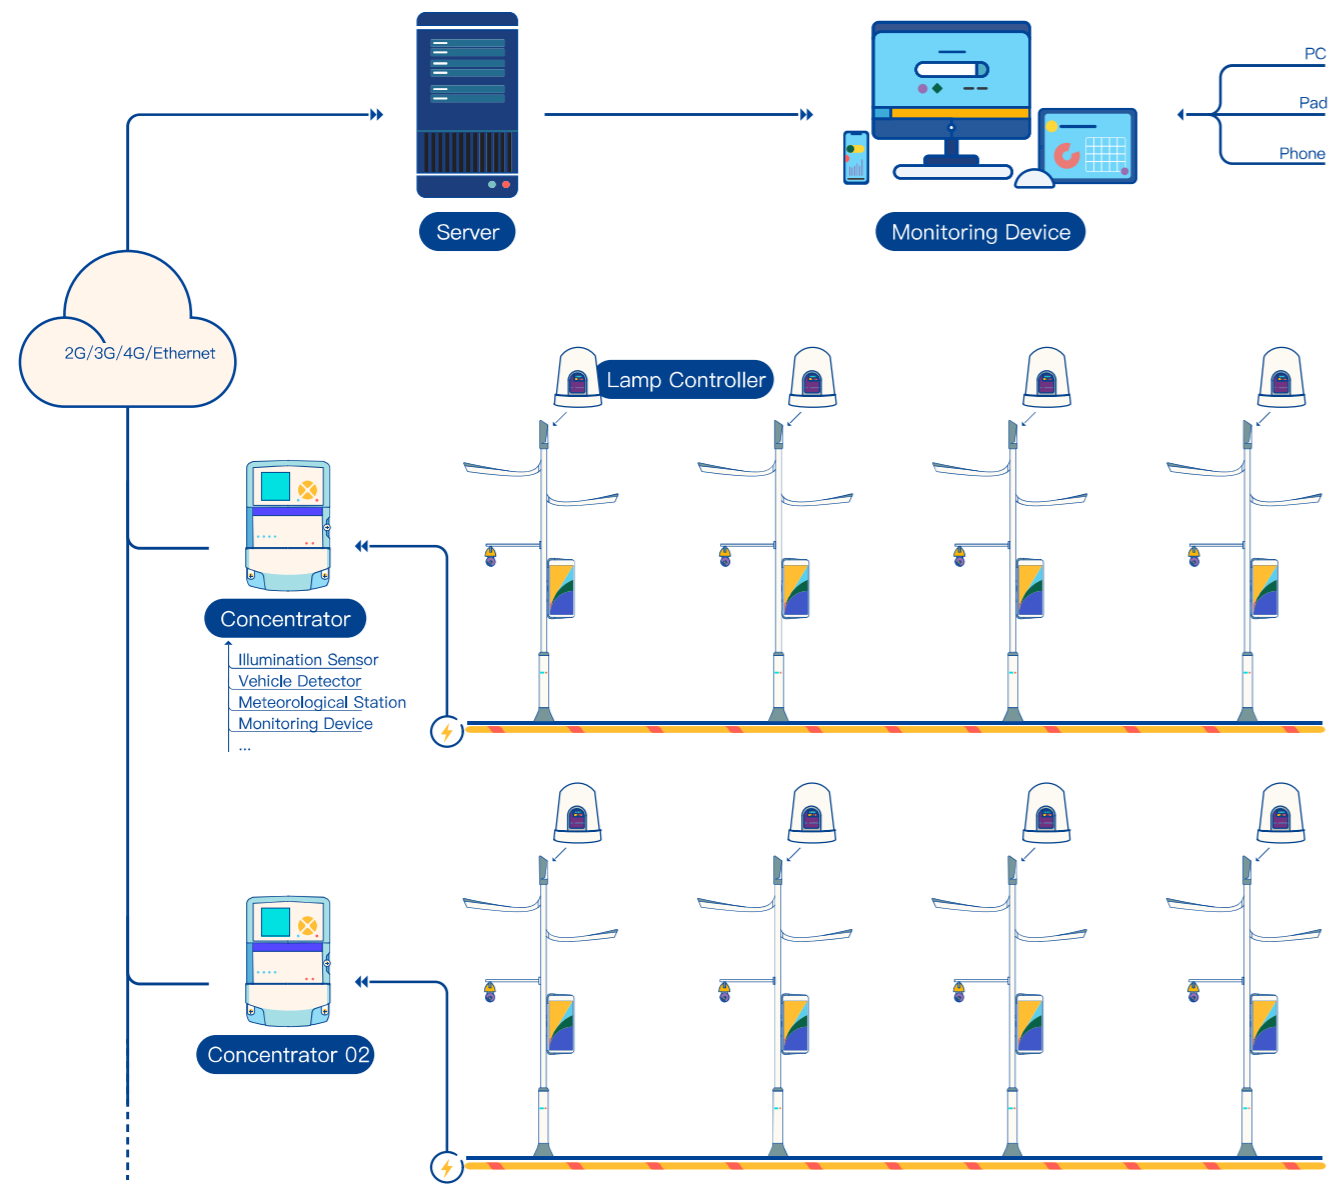 PC
Pad
Phone
Server
Monitoring Device
2G/3G/4G/Ethernet
Lamp Controller
Concentrator
Illumination Sensor
Vehicle Detector
Meteorological Station
Monitoring Device
...
Concentrator 02